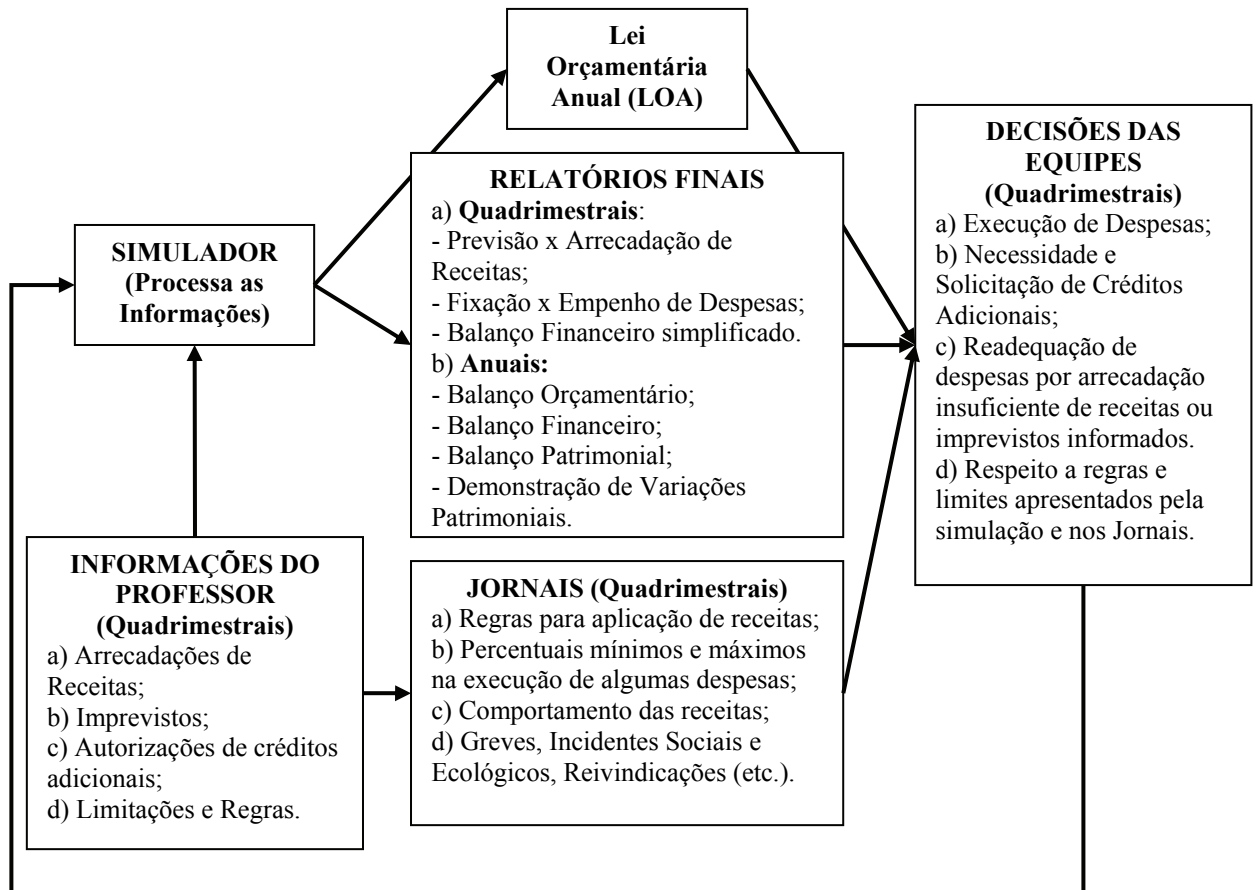 Lei
Orçamentária
Anual (LOA)
SIMULADOR
(Processa as
Informações)
RELATÓRIOS FINAIS
a) Quadrimestrais:
- Previsão x Arrecadação de
Receitas;
- Fixação x Empenho de Despesas;
- Balanço Financeiro simplificado.
b) Anuais:
- Balanço Orçamentário;
- Balanço Financeiro;
- Balanço Patrimonial;
- Demonstração de Variações
Patrimoniais.
DECISÕES DAS
EQUIPES
(Quadrimestrais)
a) Execução de Despesas;
b) Necessidade e
Solicitação de Créditos
Adicionais;
c) Readequação de
despesas por arrecadação
insuficiente de receitas ou
imprevistos informados.
d) Respeito a regras e
limites apresentados pela
simulação e nos Jornais.
INFORMAÇÕES DO
PROFESSOR
(Quadrimestrais)
a) Arrecadações de
Receitas;
b) Imprevistos;
c) Autorizações de créditos
adicionais;
d) Limitações e Regras.
JORNAIS (Quadrimestrais)
a) Regras para aplicação de receitas;
b) Percentuais mínimos e máximos
na execução de algumas despesas;
c) Comportamento das receitas;
d) Greves, Incidentes Sociais e
Ecológicos, Reivindicações (etc.).